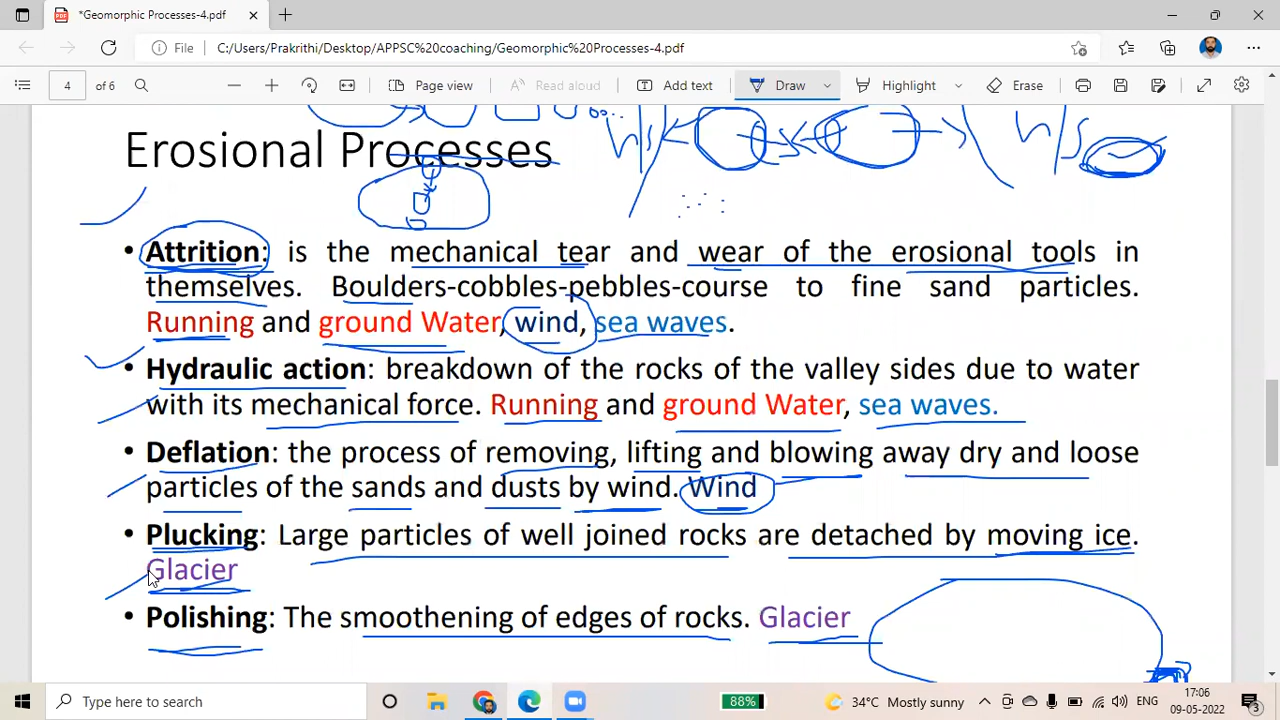 *Geomorphic Processes-4.pdf
File
C:/Users/Prakrithi/Desktop/APPSC%20coaching/Geomorphic%20Processes-4.pdf
4 of 6
Page view
Read aloud
Add text
Draw
Highlight
Erase
h/s
h/s
Erosional Processes
• Attrition: is the mechanical tear and wear of the erosional tools in
themselves. Boulders-cobbles-pebbles-course to fine sand particles.
Running and ground Water, wind, sea waves.
• Hydraulic action: breakdown of the rocks of the valley sides due to water
with its mechanical force. Running and ground Water, sea waves.
• Deflation: the process of removing, lifting and blowing away dry and loose
particles of the sands and dusts by wind. Wind
• Plucking: Large particles of well joined rocks are detached by moving ice.
Glacier
• Polishing: The smoothening of edges of rocks. Glacier
Type here to search
88%
34°C Mostly sunny
ENG
17:06
09-05-2022
3